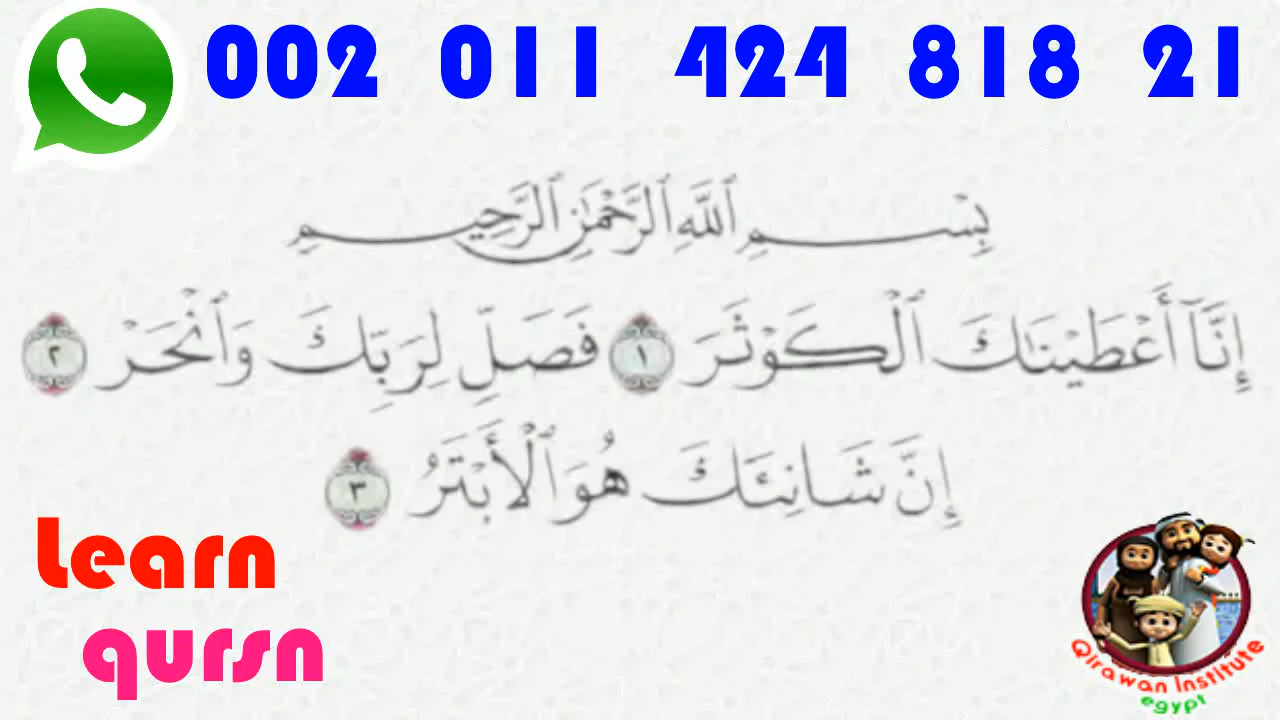 002 011 424 818 21
بِسْمِ ٱللَّهِ ٱلرَّحْمَٰنِ ٱلرَّحِيمِ
إِنَّآ أَعْطَيْنَٰكَ ٱلْكَوْثَرَ ١ فَصَلِّ لِرَبِّكَ وَٱنْحَرْ ٢
إِنَّ شَانِئَكَ هُوَ ٱلْأَبْتَرُ ٣
Learn
qursn
Qirawan Institute
egypt